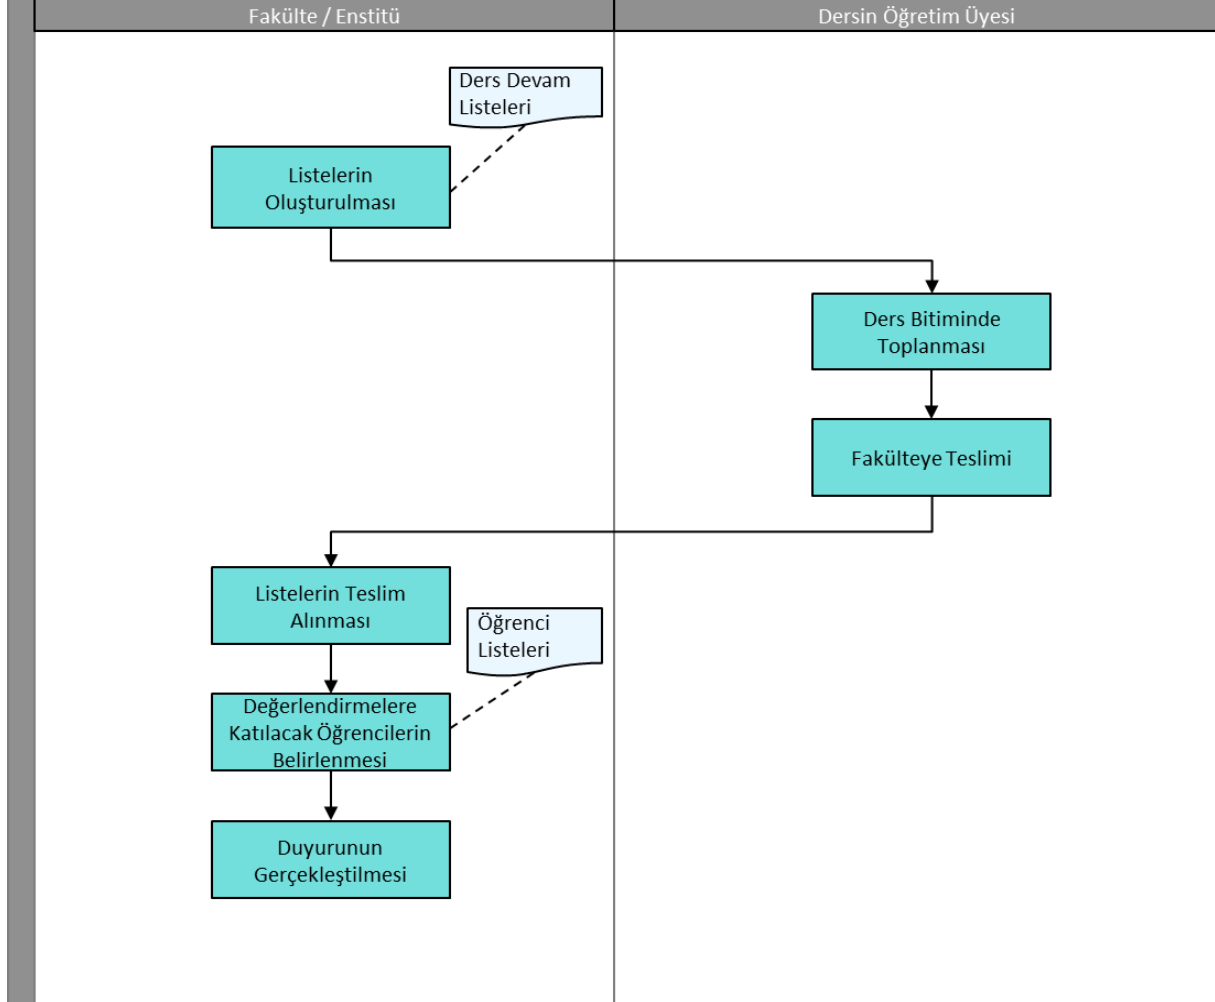 Fakülte / Enstitü
Dersin Öğretim Üyesi
Ders Devam
Listeleri
Listelerin
Oluşturulması
Ders Bitiminde
Toplanması
Fakülteye Teslimi
Listelerin Teslim
Alınması
Öğrenci
Listeleri
Değerlendirmelere
Katılacak Öğrencilerin
Belirlenmesi
Duyurunun
Gerçekleştilmesi